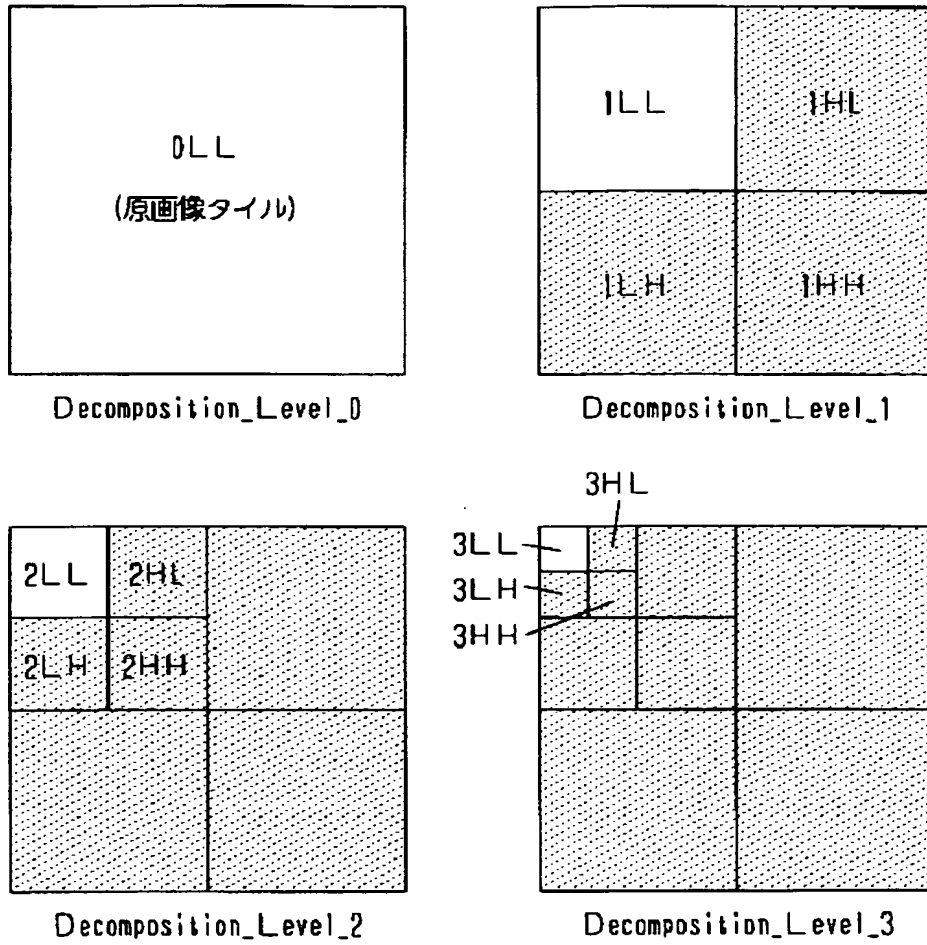 0LL
(原画像タイル)
Decomposition_Level_0
1LL
1HL
1LH
1HH
Decomposition_Level_1
2LL
2HL
2LH
2HH
Decomposition_Level_2
3HL
3LL
3LH
3HH
Decomposition_Level_3